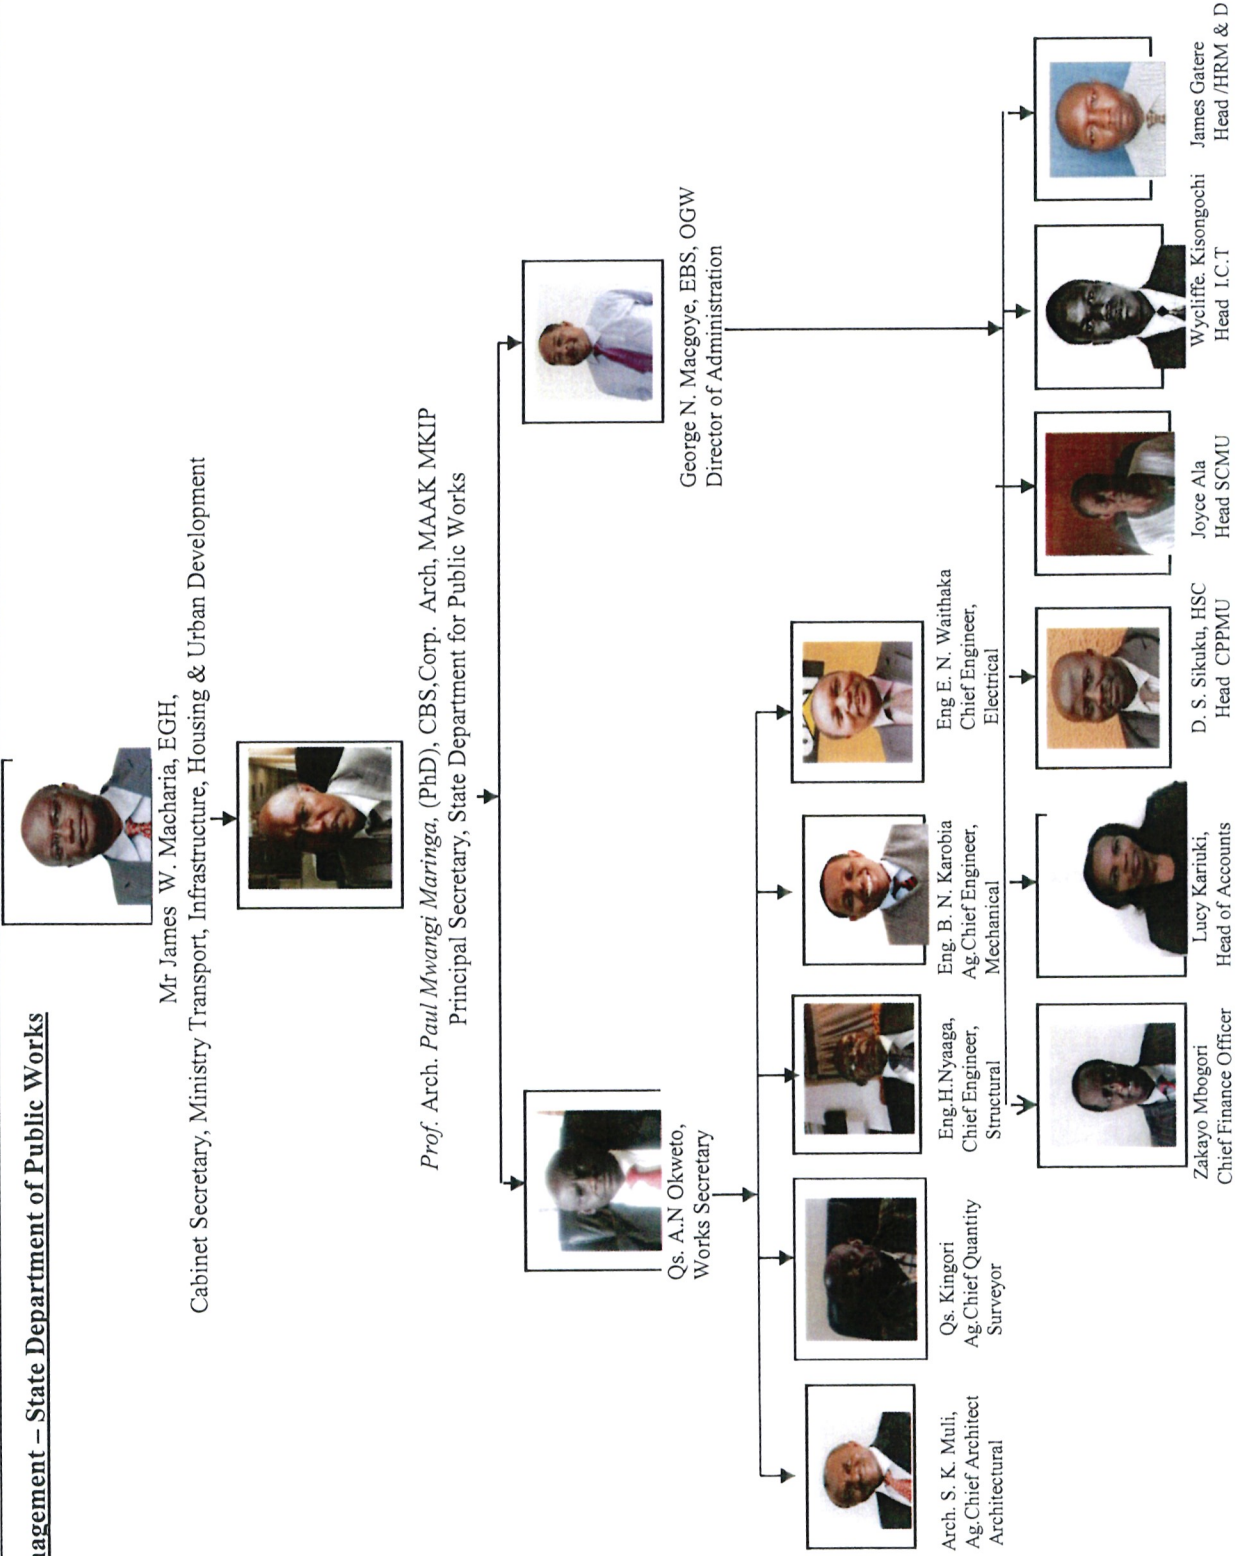 nagement – State Department of Public Works
Mr James W. Macharia, EGH,
Cabinet Secretary, Ministry Transport, Infrastructure, Housing & Urban Development
Prof. Arch. Paul Mwangi Maringa, (PhD), CBS,Corp. Arch, MAAK MKIP
Principal Secretary, State Department for Public Works
Qs. A.N Okweto,
Works Secretary
George N. Macgoye, EBS, OGW
Director of Administration
Arch. S. K. Muli,
Ag.Chief Architect
Architectural
Qs. Kingori
Ag.Chief Quantity
Surveyor
Eng.H.Nyaaga,
Chief Engineer,
Structural
Eng. B. N. Karobia
Ag.Chief Engineer,
Mechanical
Eng E. N. Waithaka
Chief Engineer,
Electrical
Zakayo Mbogori
Chief Finance Officer
Lucy Kariuki,
Head of Accounts
D. S. Sikuku, HSC
Head CPPMU
Joyce Ala
Head SCMU
Wycliffe. Kisongochi
Head I.C.T
James Gatere
Head /HRM & D